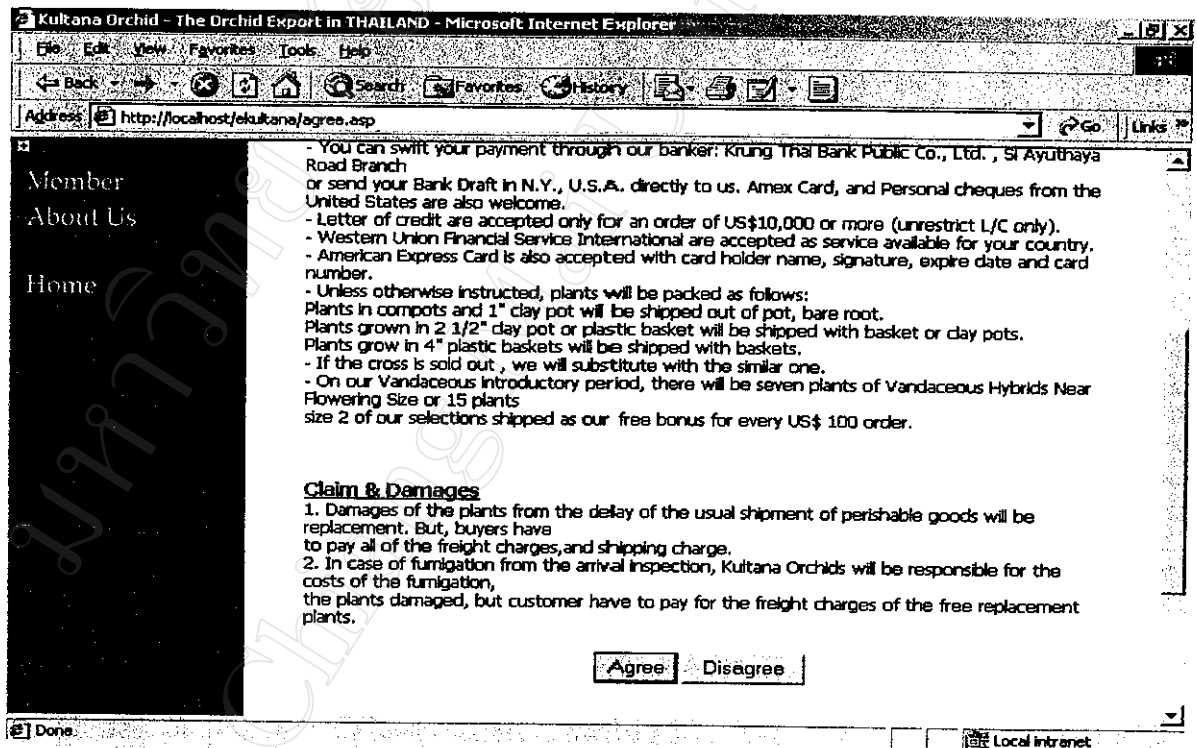 Kultana Orchid - The Orchid Export in THAILAND - Microsoft Internet Explorer
File Edit View Favorites Tools Help
Back Search Favorites History
Address http://localhost/ekultana/agree.asp Go Links »
Member
About Us
Home
- You can swift your payment through our banker: Krung Thai Bank Public Co., Ltd. , Si Ayuthaya
Road Branch
or send your Bank Draft in N.Y., U.S.A. directly to us. Amex Card, and Personal cheques from the
United States are also welcome.
- Letter of credit are accepted only for an order of US$10,000 or more (unrestrict L/C only).
- Western Union Financial Service International are accepted as service available for your country.
- American Express Card is also accepted with card holder name, signature, expire date and card
number.
- Unless otherwise instructed, plants will be packed as follows:
Plants in compots and 1" clay pot will be shipped out of pot, bare root.
Plants grown in 2 1/2" clay pot or plastic basket will be shipped with basket or clay pots.
Plants grow in 4" plastic baskets will be shipped with baskets.
- If the cross is sold out , we will substitute with the similar one.
- On our Vandaceous introductory period, there will be seven plants of Vandaceous Hybrids Near
Flowering Size or 15 plants
size 2 of our selections shipped as our free bonus for every US$ 100 order.
Claim & Damages
1. Damages of the plants from the dellay of the usual shipment of perishable goods will be
replacement. But, buyers have
to pay all of the freight charges,and shipping charge.
2. In case of fumigation from the arrival inspection, Kultana Orchids will be responsible for the
costs of the fumigation,
the plants damaged, but customer have to pay for the freight charges of the free replacement
plants.
Agree Disagree
Done Local intranet